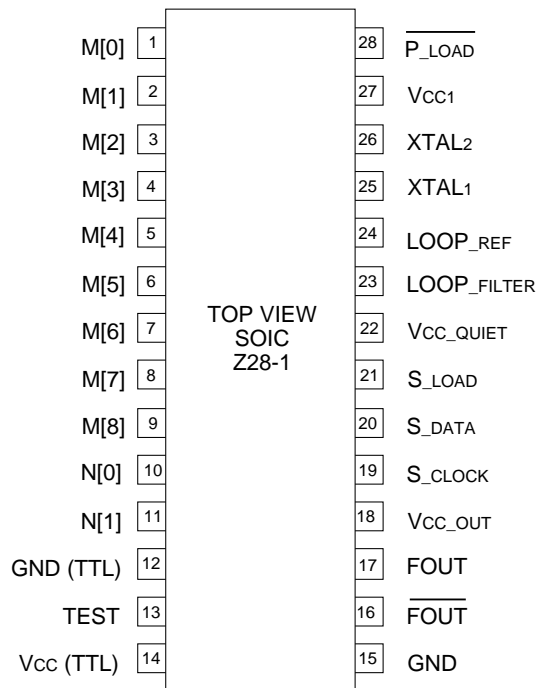 M[0] 1 28 P_LOAD
M[1] 2 27 VCC1
M[2] 3 26 XTAL2
M[3] 4 25 XTAL1
M[4] 5 24 LOOP_REF
M[5] 6 23 LOOP_FILTER
M[6] 7 22 VCC_QUIET
M[7] 8 21 S_LOAD
M[8] 9 20 S_DATA
N[0] 10 19 S_CLOCK
N[1] 11 18 VCC_OUT
GND (TTL) 12 17 FOUT
TEST 13 16 FOUT
VCC (TTL) 14 15 GND
TOP VIEW
SOIC
Z28-1